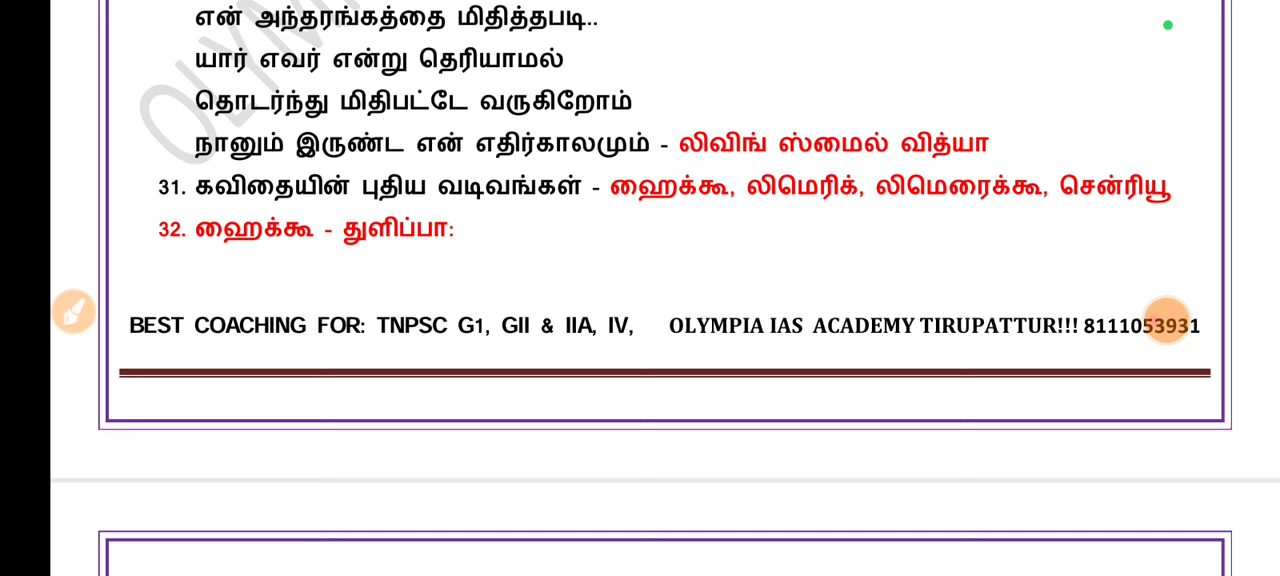 என் அந்தரங்கத்தை மிதித்தபடி..
யார் எவர் என்று தெரியாமல்
தொடர்ந்து மிதிபட்டே வருகிறோம்
நானும் இருண்ட என் எதிர்காலமும் - லிவிங் ஸ்மைல் வித்யா
31. கவிதையின் புதிய வடிவங்கள் - ஹைக்கூ, லிமெரிக், லிமெரைக்கூ, சென்ரியூ
32. ஹைக்கூ - துளிப்பா:
BEST COACHING FOR: TNPSC G1, GII & IIA, IV, OLYMPIA IAS ACADEMY TIRUPATTUR!!! 8111053931